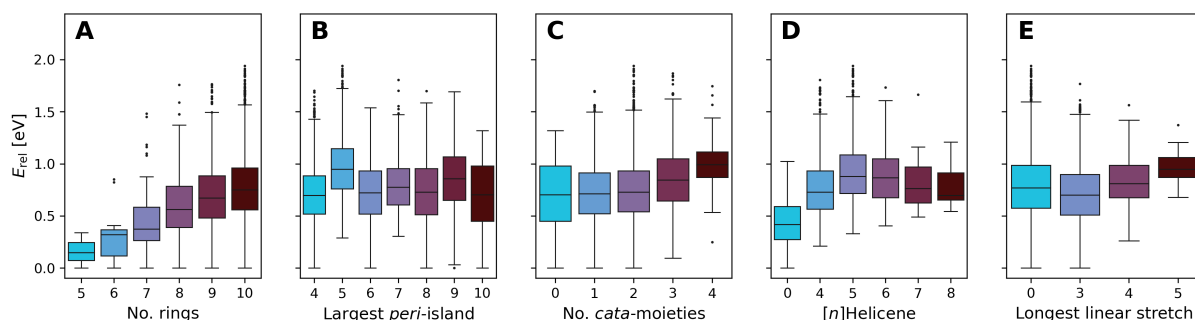 A
B
C
D
E
E_rel [eV]
2.0
1.5
1.0
0.5
0.0
5 6 7 8 9 10
4 5 6 7 8 9 10
0 1 2 3 4
0 4 5 6 7 8
0 3 4 5
No. rings
Largest peri-island
No. cata-moieties
[n]Helicene
Longest linear stretch